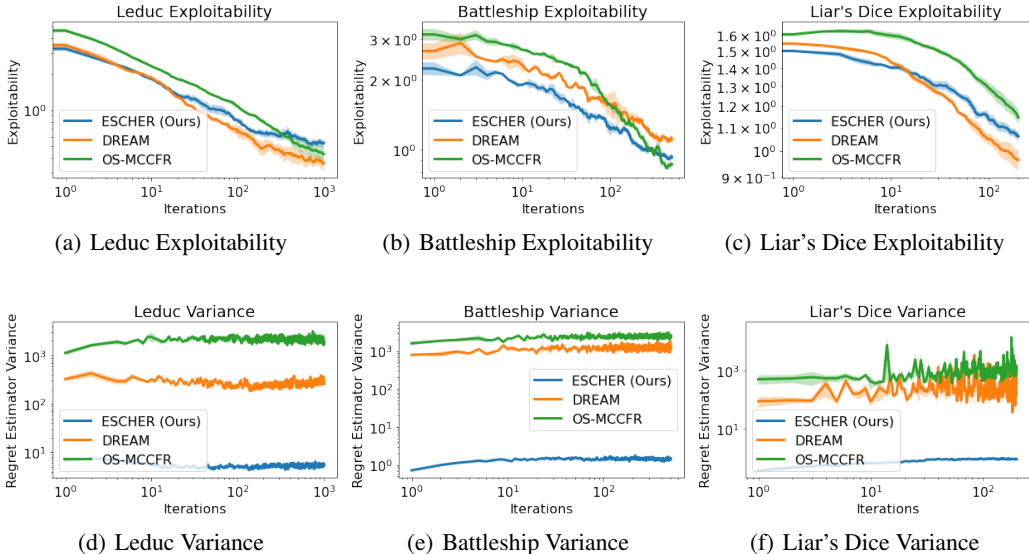 Leduc Exploitability
Exploitability
10⁰
ESCHER (Ours)
DREAM
OS-MCCFR
10⁰ 10¹ 10² 10³
Iterations
(a) Leduc Exploitability
Battleship Exploitability
Exploitability
3 × 10⁰
2 × 10⁰
10⁰
ESCHER (Ours)
DREAM
OS-MCCFR
10⁰ 10¹ 10²
Iterations
(b) Battleship Exploitability
Liar's Dice Exploitability
Exploitability
1.6 × 10⁰
1.5 × 10⁰
1.4 × 10⁰
1.3 × 10⁰
1.2 × 10⁰
1.1 × 10⁰
10⁰
9 × 10⁻¹
ESCHER (Ours)
DREAM
OS-MCCFR
10⁰ 10¹ 10²
Iterations
(c) Liar's Dice Exploitability
Leduc Variance
Regret Estimator Variance
10³
10²
10¹
ESCHER (Ours)
DREAM
OS-MCCFR
10⁰ 10¹ 10² 10³
Iterations
(d) Leduc Variance
Battleship Variance
Regret Estimator Variance
10³
10²
10¹
10⁰
ESCHER (Ours)
DREAM
OS-MCCFR
10⁰ 10¹ 10²
Iterations
(e) Battleship Variance
Liar's Dice Variance
Regret Estimator Variance
10³
10¹
ESCHER (Ours)
DREAM
OS-MCCFR
10⁰ 10¹ 10²
Iterations
(f) Liar's Dice Variance